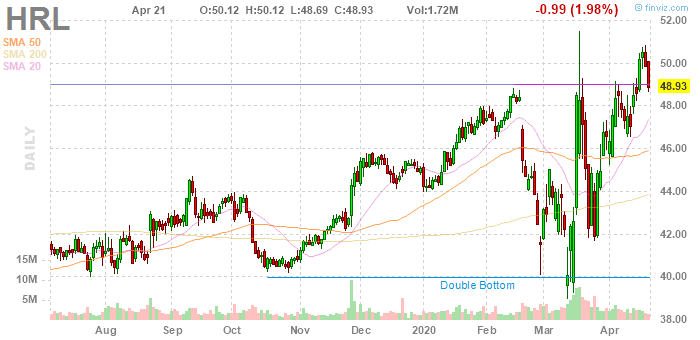 HRL Apr 21 O:50.12 H:50.12 L:48.69 C:48.93 Vol:1.72M -0.99 (1.98%)
© finviz.com
SMA 50
SMA 200
SMA 20
DAILY
52.00
50.00
48.93
48.00
46.00
44.00
42.00
40.00
38.00
15M
10M
5M
Double Bottom
Aug Sep Oct Nov Dec 2020 Feb Mar Apr